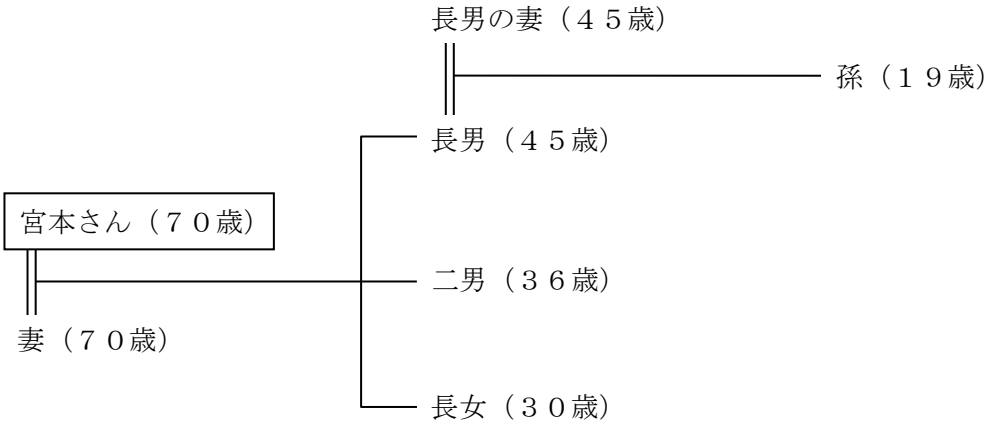 長男の妻（４５歳）
孫（１９歳）
長男（４５歳）
宮本さん（７０歳）
二男（３６歳）
妻（７０歳）
長女（３０歳）